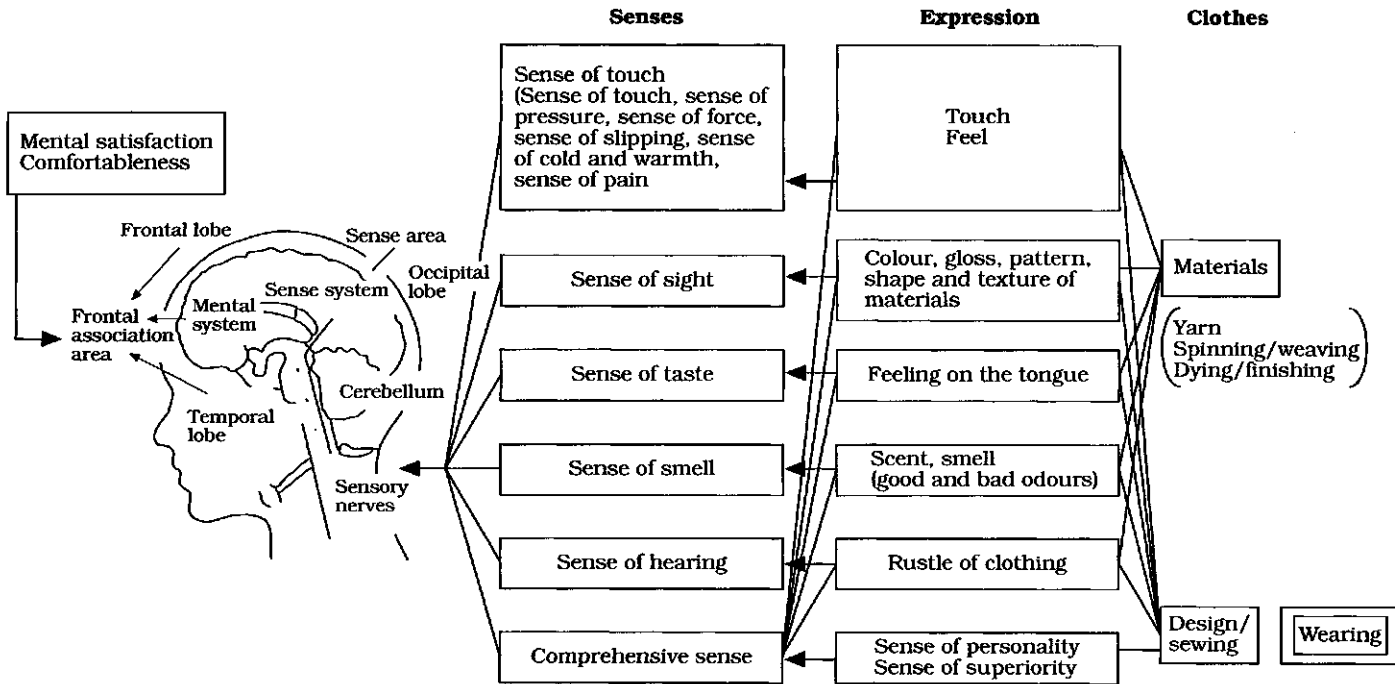 Senses
Expression
Clothes
Mental satisfaction
Comfortableness
Frontal lobe
Sense area
Occipital
lobe
Sense system
Mental
system
Frontal
association
area
Cerebellum
Temporal
lobe
Sensory
nerves
Sense of touch
(Sense of touch, sense of
pressure, sense of force,
sense of slipping, sense
of cold and warmth,
sense of pain
Sense of sight
Sense of taste
Sense of smell
Sense of hearing
Comprehensive sense
Touch
Feel
Colour, gloss, pattern,
shape and texture of
materials
Feeling on the tongue
Scent, smell
(good and bad odours)
Rustle of clothing
Sense of personality
Sense of superiority
Materials
(Yarn
Spinning/weaving
Dying/finishing)
Design/
sewing
Wearing